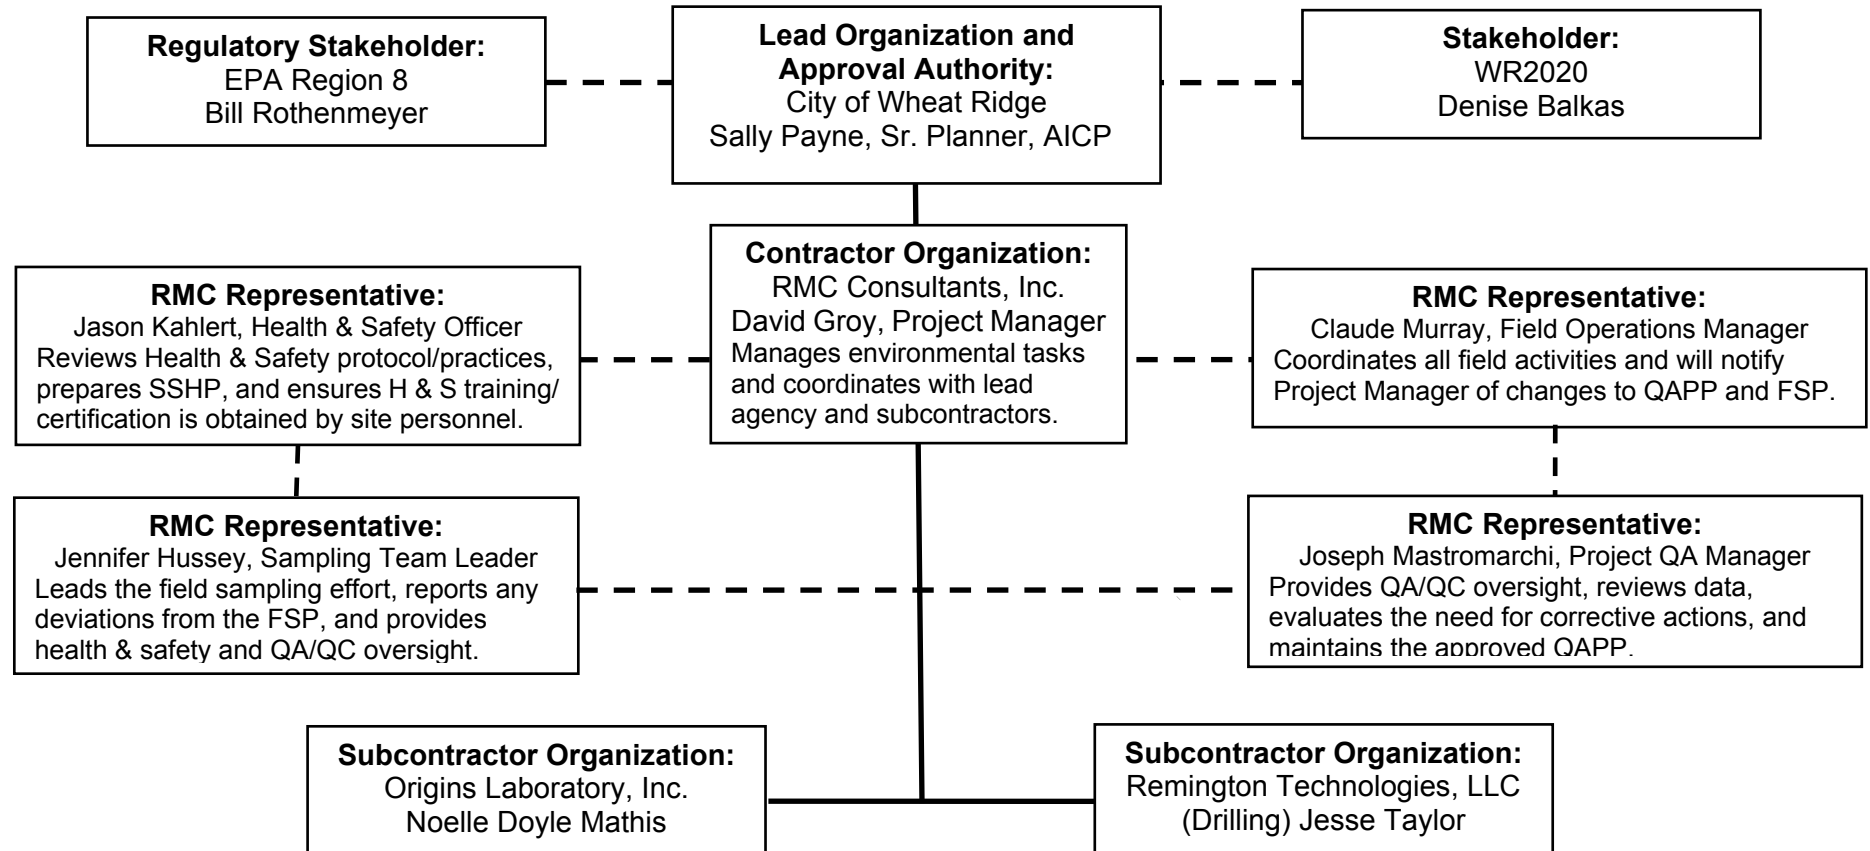 Regulatory Stakeholder:
EPA Region 8
Bill Rothenmeyer
Lead Organization and
Approval Authority:
City of Wheat Ridge
Sally Payne, Sr. Planner, AICP
Stakeholder:
WR2020
Denise Balkas
Contractor Organization:
RMC Consultants, Inc.
David Groy, Project Manager
Manages environmental tasks
and coordinates with lead
agency and subcontractors.
RMC Representative:
Jason Kahlert, Health & Safety Officer
Reviews Health & Safety protocol/practices,
prepares SSHP, and ensures H & S training/
certification is obtained by site personnel.
RMC Representative:
Claude Murray, Field Operations Manager
Coordinates all field activities and will notify
Project Manager of changes to QAPP and FSP.
RMC Representative:
Jennifer Hussey, Sampling Team Leader
Leads the field sampling effort, reports any
deviations from the FSP, and provides
health & safety and QA/QC oversight.
RMC Representative:
Joseph Mastromarchi, Project QA Manager
Provides QA/QC oversight, reviews data,
evaluates the need for corrective actions, and
maintains the approved QAPP.
Subcontractor Organization:
Origins Laboratory, Inc.
Noelle Doyle Mathis
Subcontractor Organization:
Remington Technologies, LLC
(Drilling) Jesse Taylor